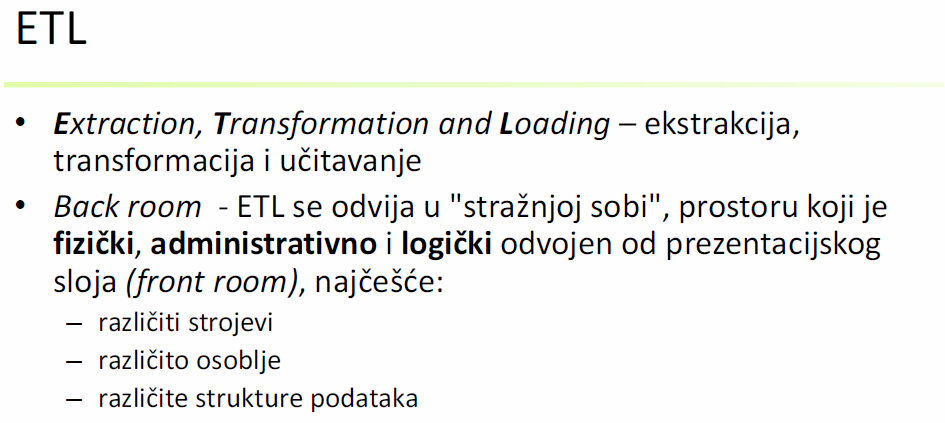 ETL
• Extraction, Transformation and Loading – ekstrakcija,
transformacija i učitavanje
• Back room - ETL se odvija u "stražnjoj sobi", prostoru koji je
fizički, administrativno i logički odvojen od prezentacijskog
sloja (front room), najčešće:
– različiti strojevi
– različito osoblje
– različite strukture podataka